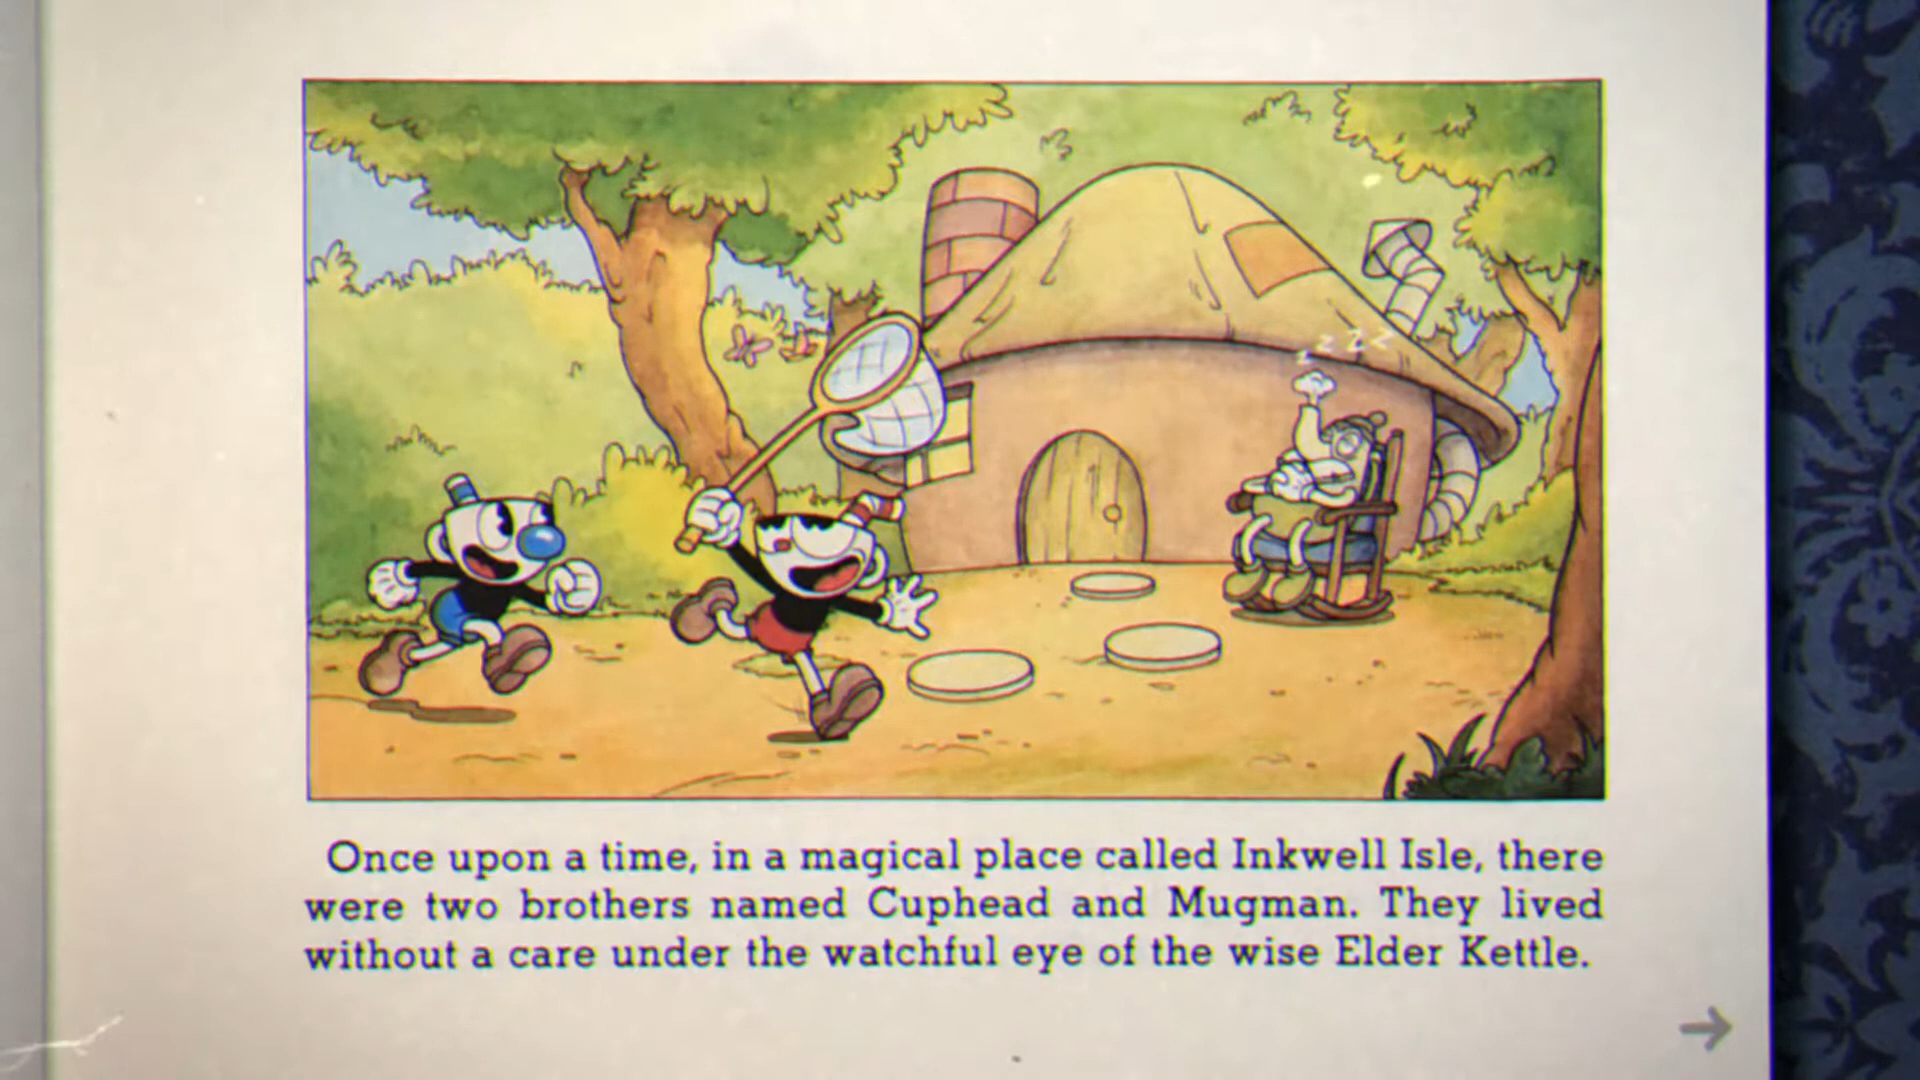 z z z z
Once upon a time, in a magical place called Inkwell Isle, there
were two brothers named Cuphead and Mugman. They lived
without a care under the watchful eye of the wise Elder Kettle.